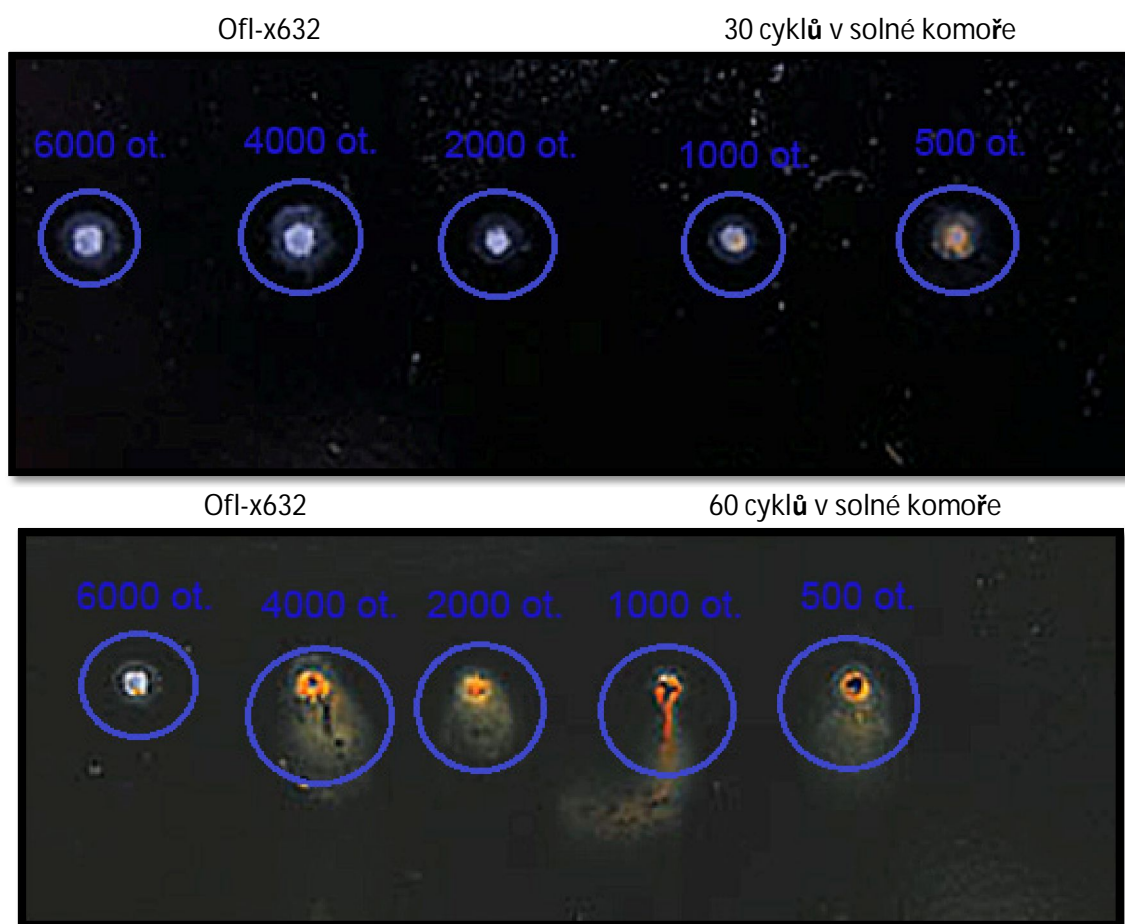 Ofl-x632 30 cyklů v solné komoře
6000 ot. 4000 ot. 2000 ot. 1000 ot. 500 ot.
Ofl-x632 60 cyklů v solné komoře
6000 ot. 4000 ot. 2000 ot. 1000 ot. 500 ot.